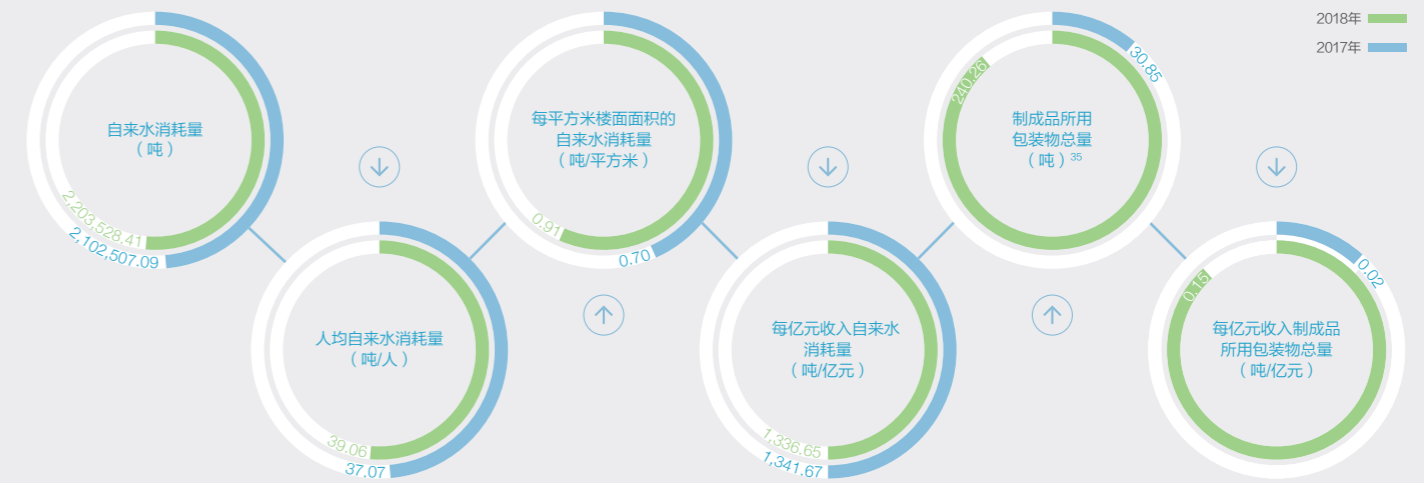 2018年
2017年
自来水消耗量
（吨）
2,203,528.41
2,102,507.09
人均自来水消耗量
（吨/人）
39.06
37.07
每平方米楼面面积的
自来水消耗量
（吨/平方米）
0.91
0.70
每亿元收入自来水
消耗量
（吨/亿元）
1,336.65
1,341.67
制成品所用
包装物总量
（吨）35
240.26
30.85
每亿元收入制成品
所用包装物总量
（吨/亿元）
0.15
0.02